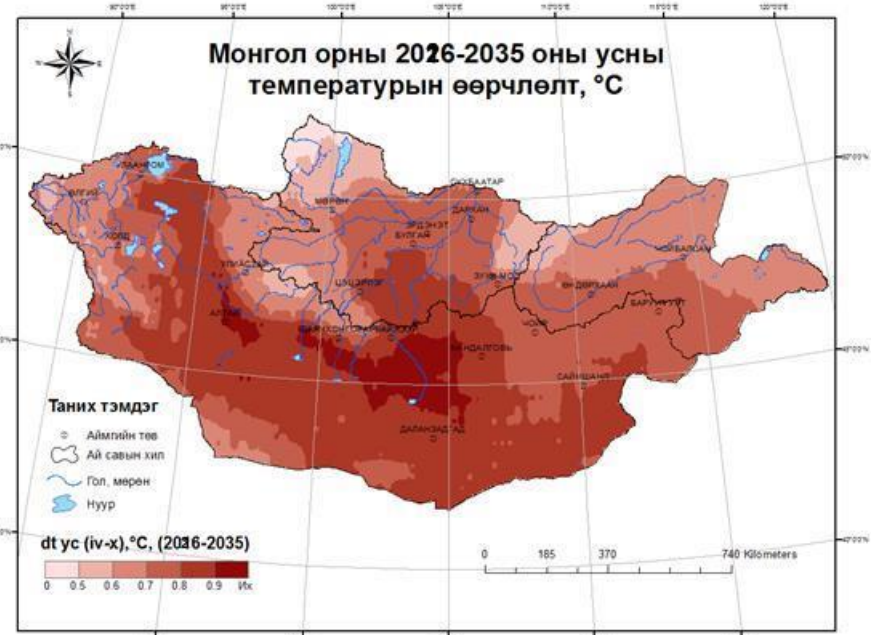 Монгол орны 2016-2035 оны усны
температурын өөрчлөлт, °C
УЛААНГОМ
ӨЛГИЙ
ХОВД
УЛИАСТАЙ
АЛТАЙ
МӨРӨН
СҮХБААТАР
ДАРХАН
ЭРДЭНЭТ
БУЛГАН
ЦЭЦЭРЛЭГ
ЗУУНМОД
ӨНДӨРХААН
ЧОЙБАЛСАН
БАРУУН-УРТ
ЧОЙР
МАНДАЛГОВЬ
САЙНШАНД
ДАЛАНЗАДГАД
Таних тэмдэг
Аймгийн төв
Ай савын хил
Гол, мөрөн
Нуур
dt ус (iv-x),°C, (2016-2035)
0 0.5 0.6 0.7 0.8 0.9 Их
0 185 370 740 Kilometers